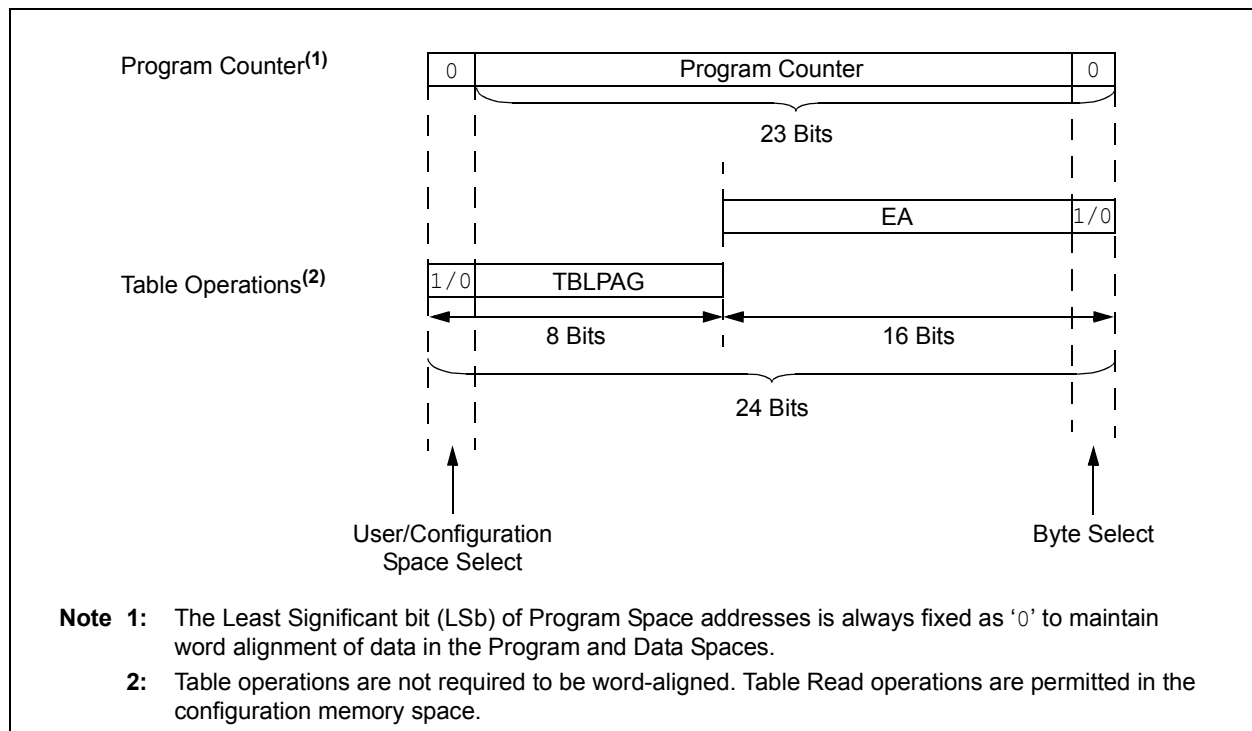 Program Counter(1)
0 Program Counter 0
23 Bits
EA 1/0
Table Operations(2)
1/0 TBLPAG
8 Bits 16 Bits
24 Bits
User/Configuration
Space Select
Byte Select
Note 1: The Least Significant bit (LSb) of Program Space addresses is always fixed as ‘0’ to maintain
word alignment of data in the Program and Data Spaces.
2: Table operations are not required to be word-aligned. Table Read operations are permitted in the
configuration memory space.